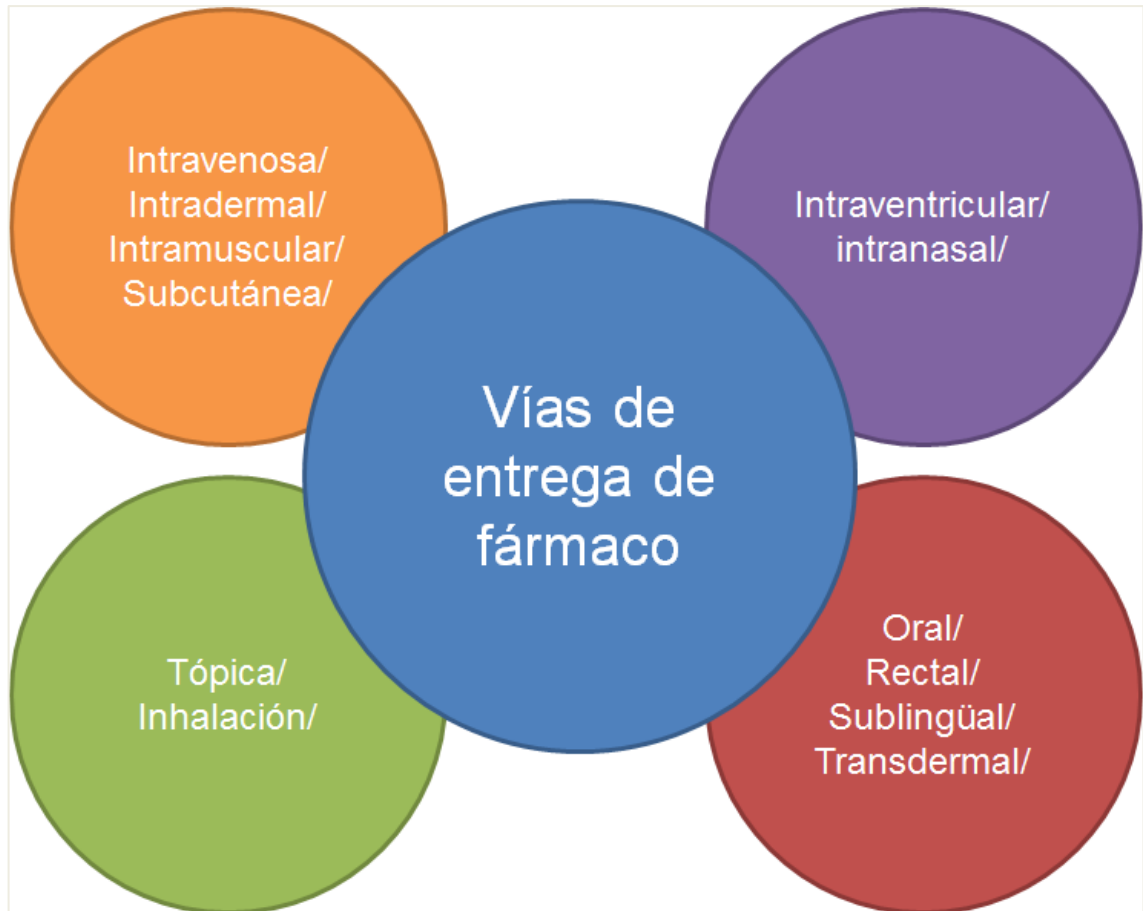 Intravenosa/
Intradermal/
Intramuscular/
Subcutánea/
Intraventricular/
intranasal/
Vías de
entrega de
fármaco
Tópica/
Inhalación/
Oral/
Rectal/
Sublingüal/
Transdermal/